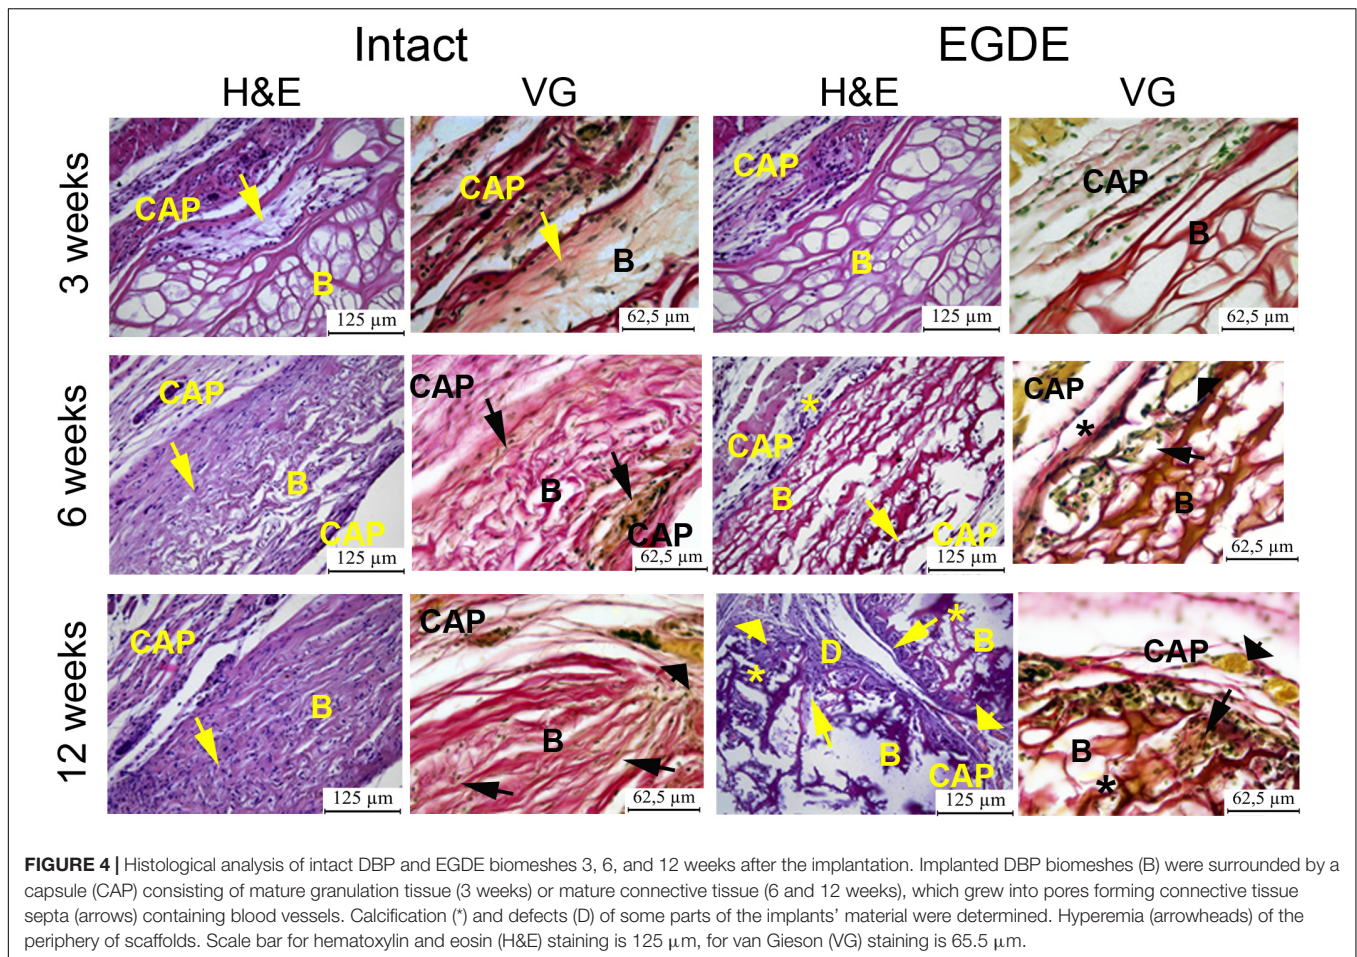 Intact EGDE
H&E VG H&E VG
3 weeks
CAP CAP CAP CAP
B B B B
125 µm 62,5 µm 125 µm 62,5 µm
6 weeks
CAP CAP CAP CAP
* *
B B B B
CAP CAP CAP
125 µm 62,5 µm 125 µm 62,5 µm
12 weeks
CAP CAP * D B CAP
B B * B CAP B *
125 µm 62,5 µm 125 µm 62,5 µm
FIGURE 4 | Histological analysis of intact DBP and EGDE biomeshes 3, 6, and 12 weeks after the implantation. Implanted DBP biomeshes (B) were surrounded by a
capsule (CAP) consisting of mature granulation tissue (3 weeks) or mature connective tissue (6 and 12 weeks), which grew into pores forming connective tissue
septa (arrows) containing blood vessels. Calcification (*) and defects (D) of some parts of the implants' material were determined. Hyperemia (arrowheads) of the
periphery of scaffolds. Scale bar for hematoxylin and eosin (H&E) staining is 125 μm, for van Gieson (VG) staining is 65.5 μm.